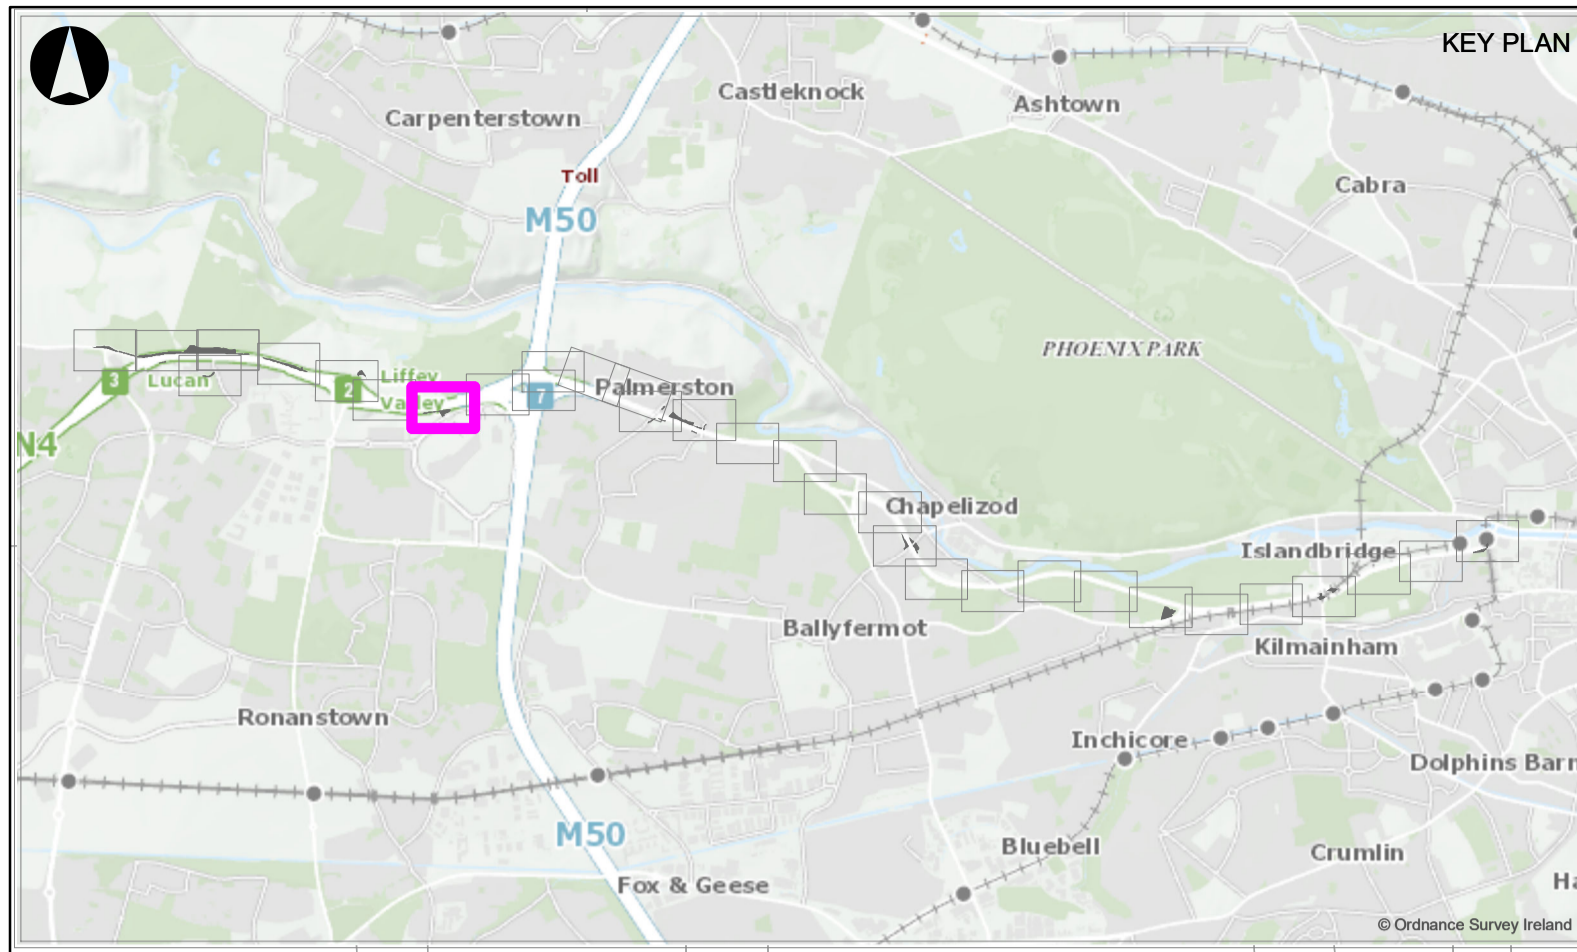 KEY PLAN
Castleknock
Ashtown
Carpenterstown
Toll
Cabra
M50
PHOENIX PARK
3
Lucan
2
Liffey
Valley
7
Palmerston
N4
Chapelizod
Islandbridge
Ballyfermot
Kilmainham
Ronanstown
Inchicore
Dolphins Barn
M50
Bluebell
Crumlin
Fox & Geese
Ha
© Ordnance Survey Ireland